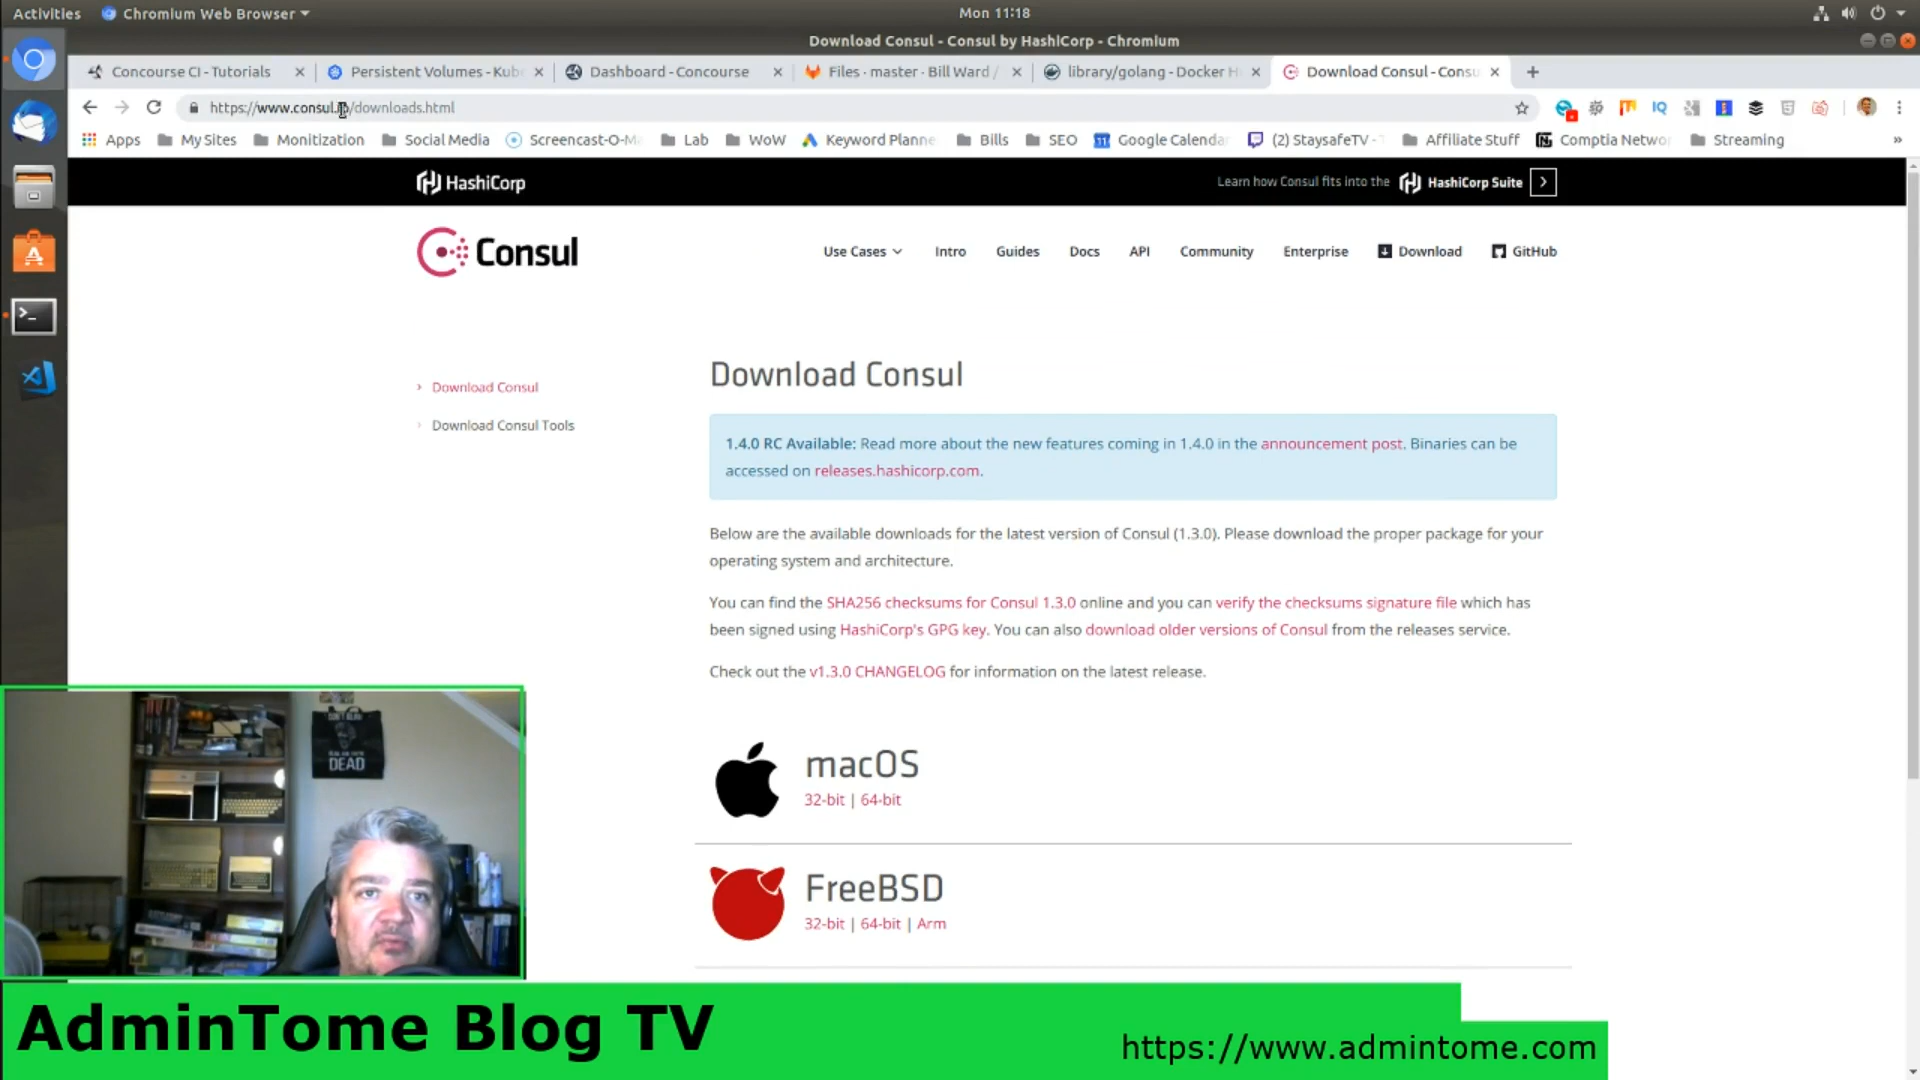 Activities
Chromium Web Browser
Mon 11:18
Download Consul - Consul by HashiCorp - Chromium
Concourse CI - Tutorials
Persistent Volumes - Kub
Dashboard - Concourse
Files · master · Bill Ward /
library/golang - Docker H
Download Consul - Consu
https://www.consul.io/downloads.html
Apps
My Sites
Monitization
Social Media
Screencast-O-Ma
Lab
WoW
Keyword Planne
Bills
SEO
Google Calenda
(2) StaysafeTV - T
Affiliate Stuff
Comptia Netwo
Streaming
»
HashiCorp
Learn how Consul fits into the HashiCorp Suite
Consul
Use Cases
Intro
Guides
Docs
API
Community
Enterprise
Download
GitHub
Download Consul
Download Consul Tools
Download Consul
1.4.0 RC Available: Read more about the new features coming in 1.4.0 in the announcement post. Binaries can be
accessed on releases.hashicorp.com.
Below are the available downloads for the latest version of Consul (1.3.0). Please download the proper package for your
operating system and architecture.
You can find the SHA256 checksums for Consul 1.3.0 online and you can verify the checksums signature file which has
been signed using HashiCorp's GPG key. You can also download older versions of Consul from the releases service.
Check out the v1.3.0 CHANGELOG for information on the latest release.
macOS
32-bit | 64-bit
FreeBSD
32-bit | 64-bit | Arm
DEAD
AdminTome Blog TV
https://www.admintome.com